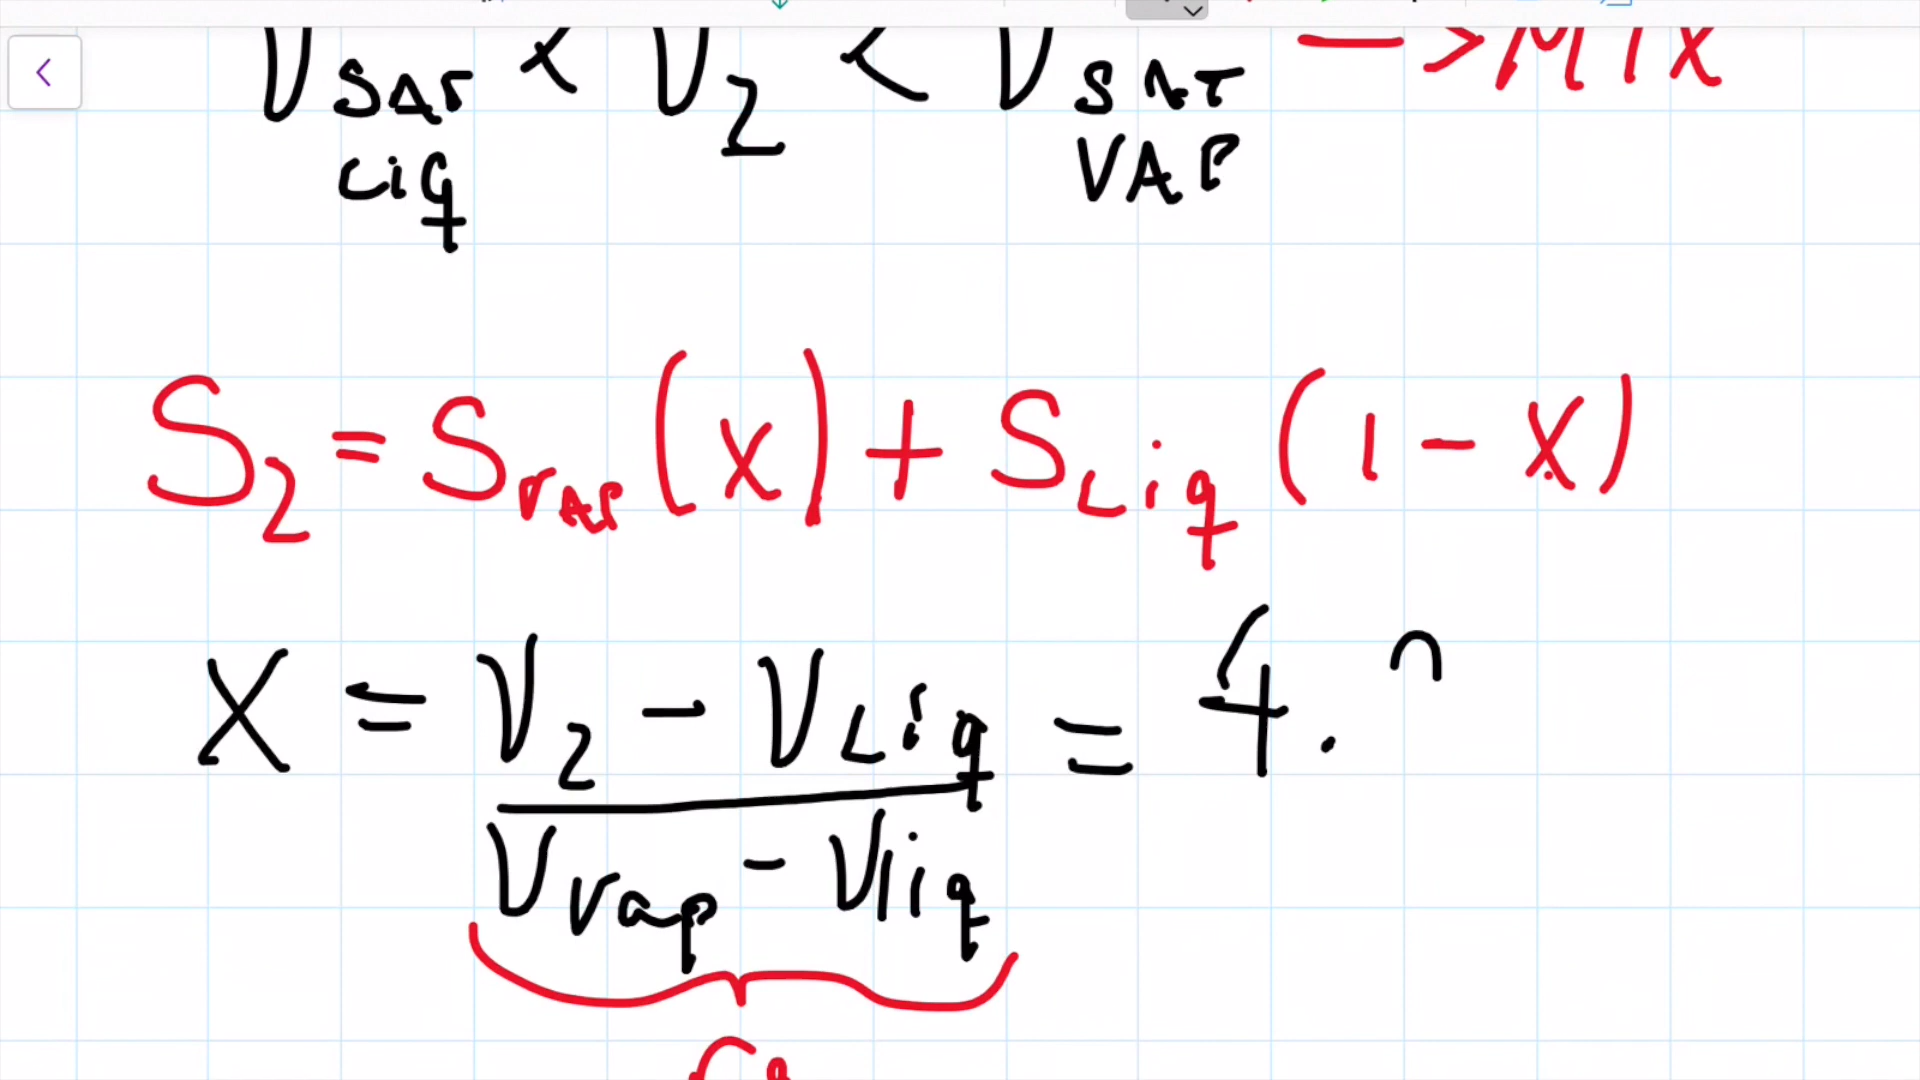 V SAT LIQ < V2 < V SAT VAP —> MIX
S2 = SVAP (X) + SLiq (1 - X)
X = V2 - VLiq / Vvap - Vliq = 4.